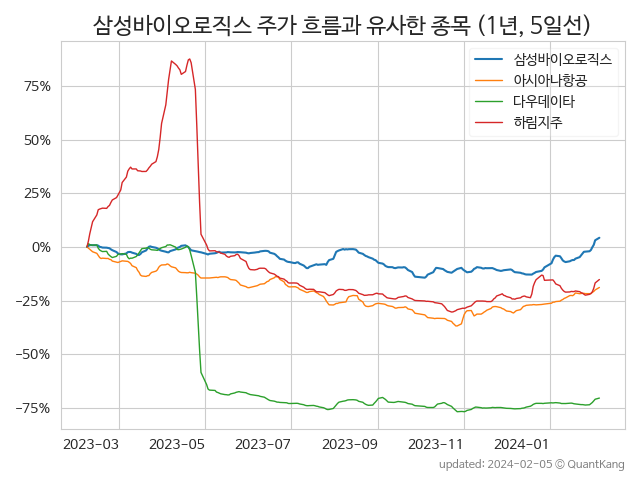 삼성바이오로직스 주가 흐름과 유사한 종목 (1년, 5일선)
삼성바이오로직스
아시아나항공
다우데이타
하림지주
75%
50%
25%
0%
−25%
−50%
−75%
2023-03 2023-05 2023-07 2023-09 2023-11 2024-01
updated: 2024-02-05 © QuantKang